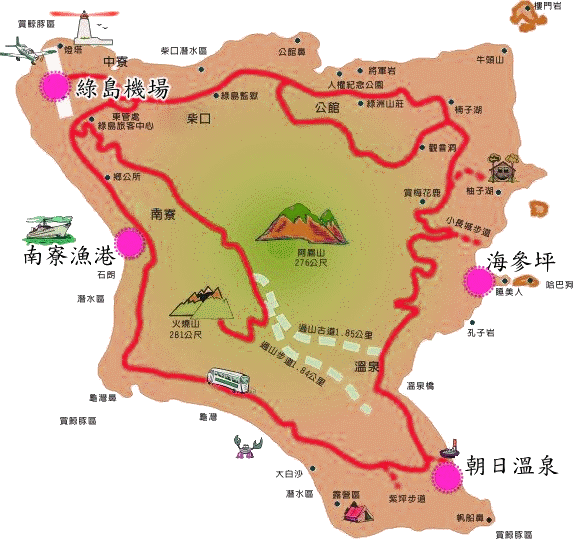 樓門岩
賞鯨豚區
燈塔
中寮
柴口潛水區
公館鼻
牛頭山
將軍岩
人權紀念公園
綠島機場
綠島監獄
公館
綠洲山莊
楠子湖
東管處
綠島旅客中心
柴口
觀音洞
鄉公所
賞梅花鹿
柚子湖
南寮
小長城步道
南寮漁港
阿眉山
276公尺
海參坪
石朗
睡美人
哈巴狗
潛水區
火燒山
281公尺
過山古道1.85公里
孔子岩
過山步道1.84公里
溫泉
溫泉橋
龜灣鼻
賞鯨豚區
龜灣
朝日溫泉
大白沙
潛水區
露營區
紫坪步道
帆船鼻
賞鯨豚區